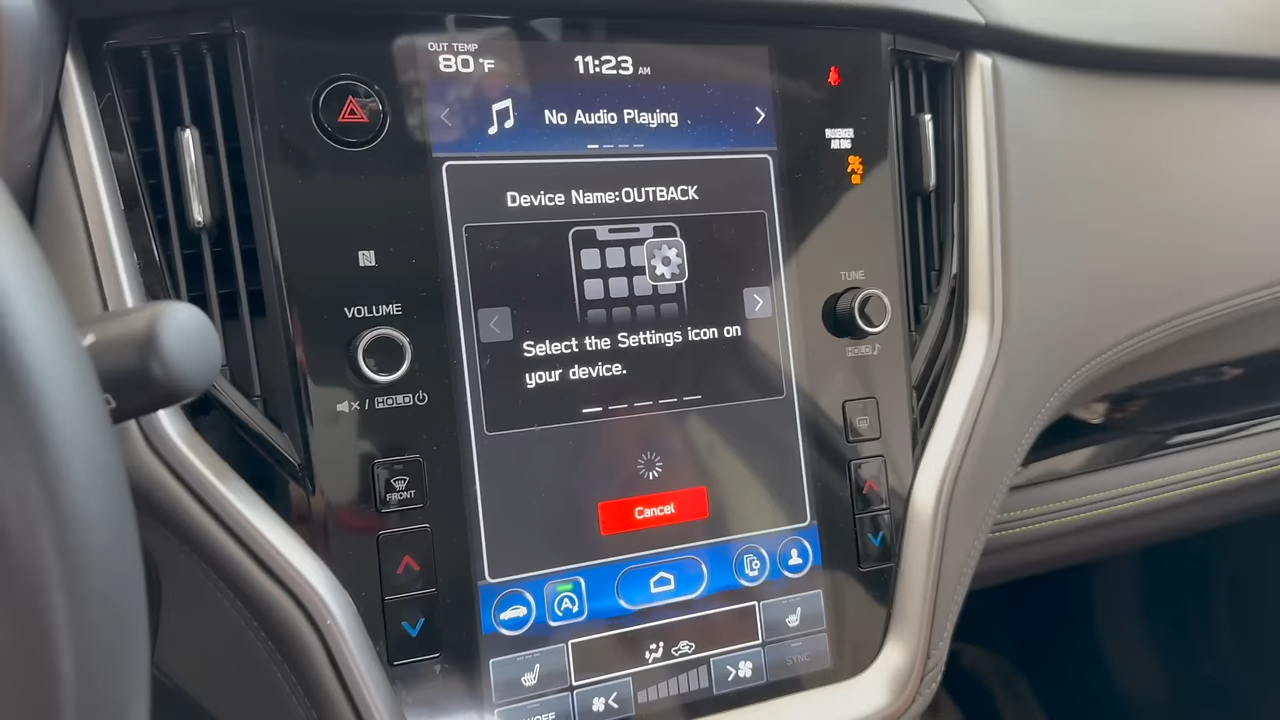 OUT TEMP
80 °F
11:23 AM
No Audio Playing
PASSENGER
AIR BAG
Device Name:OUTBACK
Select the Settings icon on
your device.
VOLUME
TUNE
HOLD
/ HOLD
FRONT
Cancel
A
SYNC